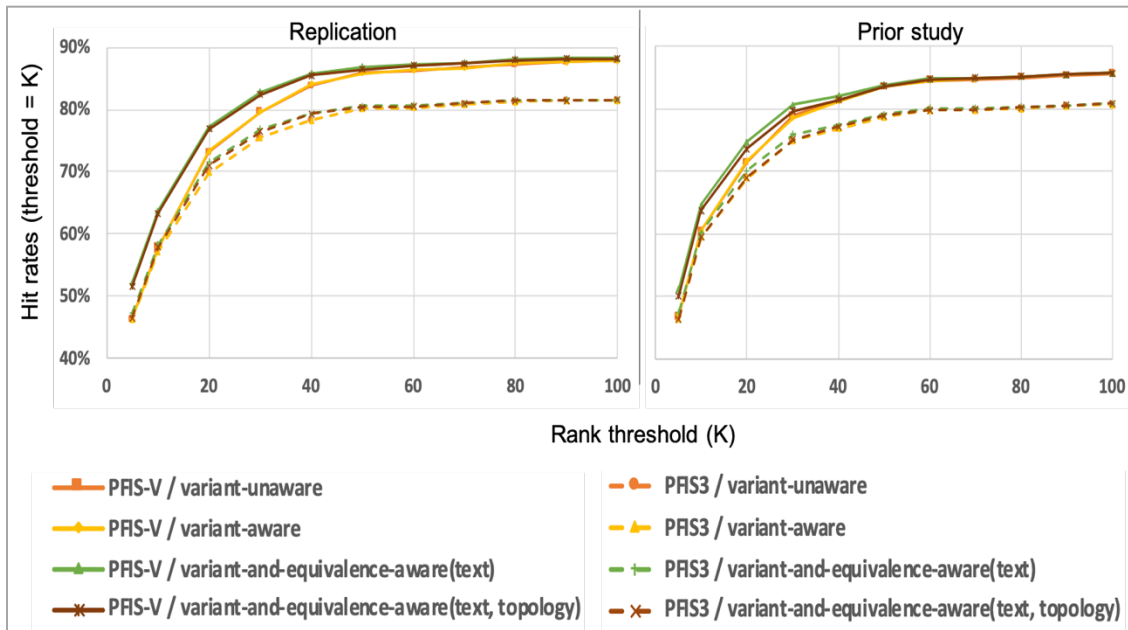 Replication
Prior study
Hit rates (threshold = K)
90%
80%
70%
60%
50%
40%
0 20 40 60 80 100
0 20 40 60 80 100
Rank threshold (K)
PFIS-V / variant-unaware
PFIS-V / variant-aware
PFIS-V / variant-and-equivalence-aware(text)
PFIS-V / variant-and-equivalence-aware(text, topology)
PFIS3 / variant-unaware
PFIS3 / variant-aware
PFIS3 / variant-and-equivalence-aware(text)
PFIS3 / variant-and-equivalence-aware(text, topology)